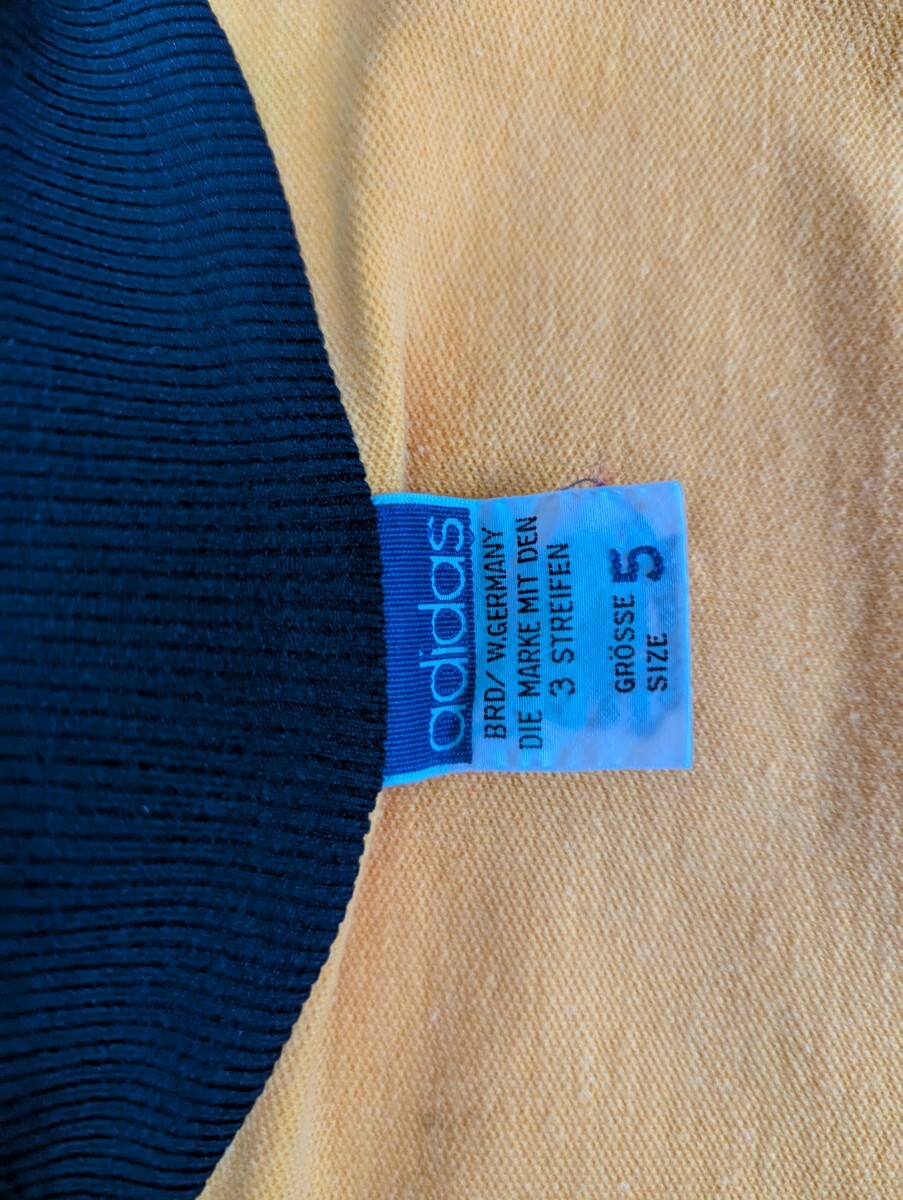 adidas
BRD/ W.GERMANY
DIE MARKE MIT DEN
3 STREIFEN
GRÖSSE 5
SIZE